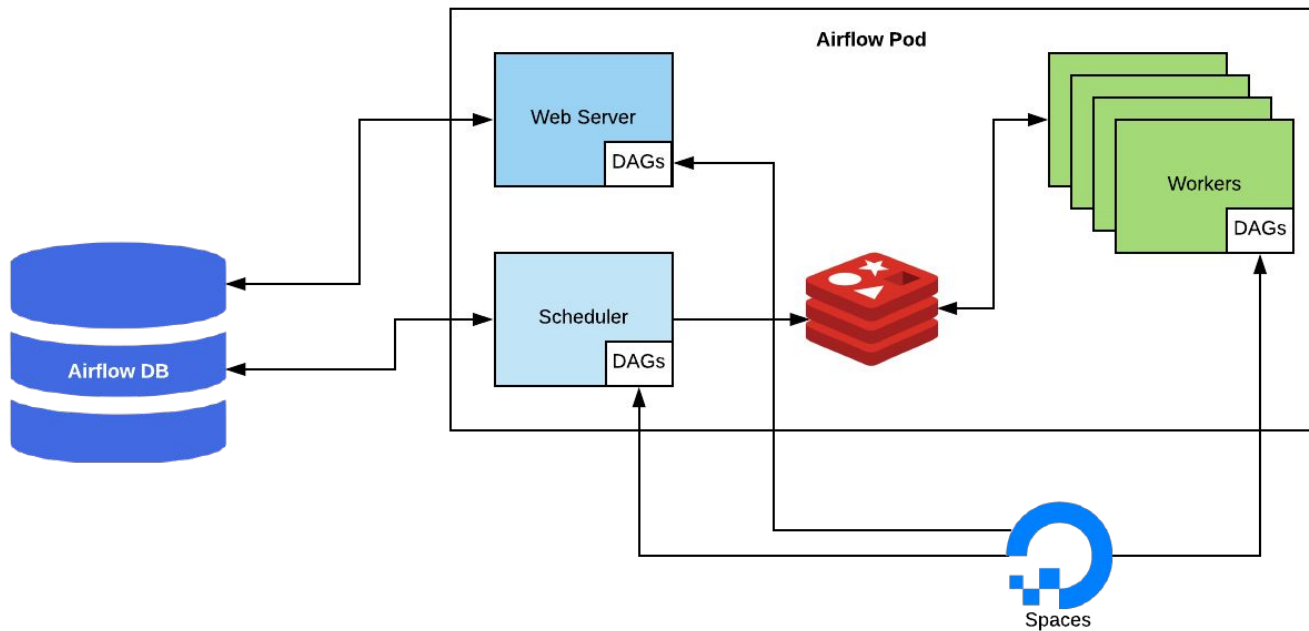 Airflow Pod
Web Server
DAGs
Workers
DAGs
Scheduler
DAGs
Airflow DB
Spaces